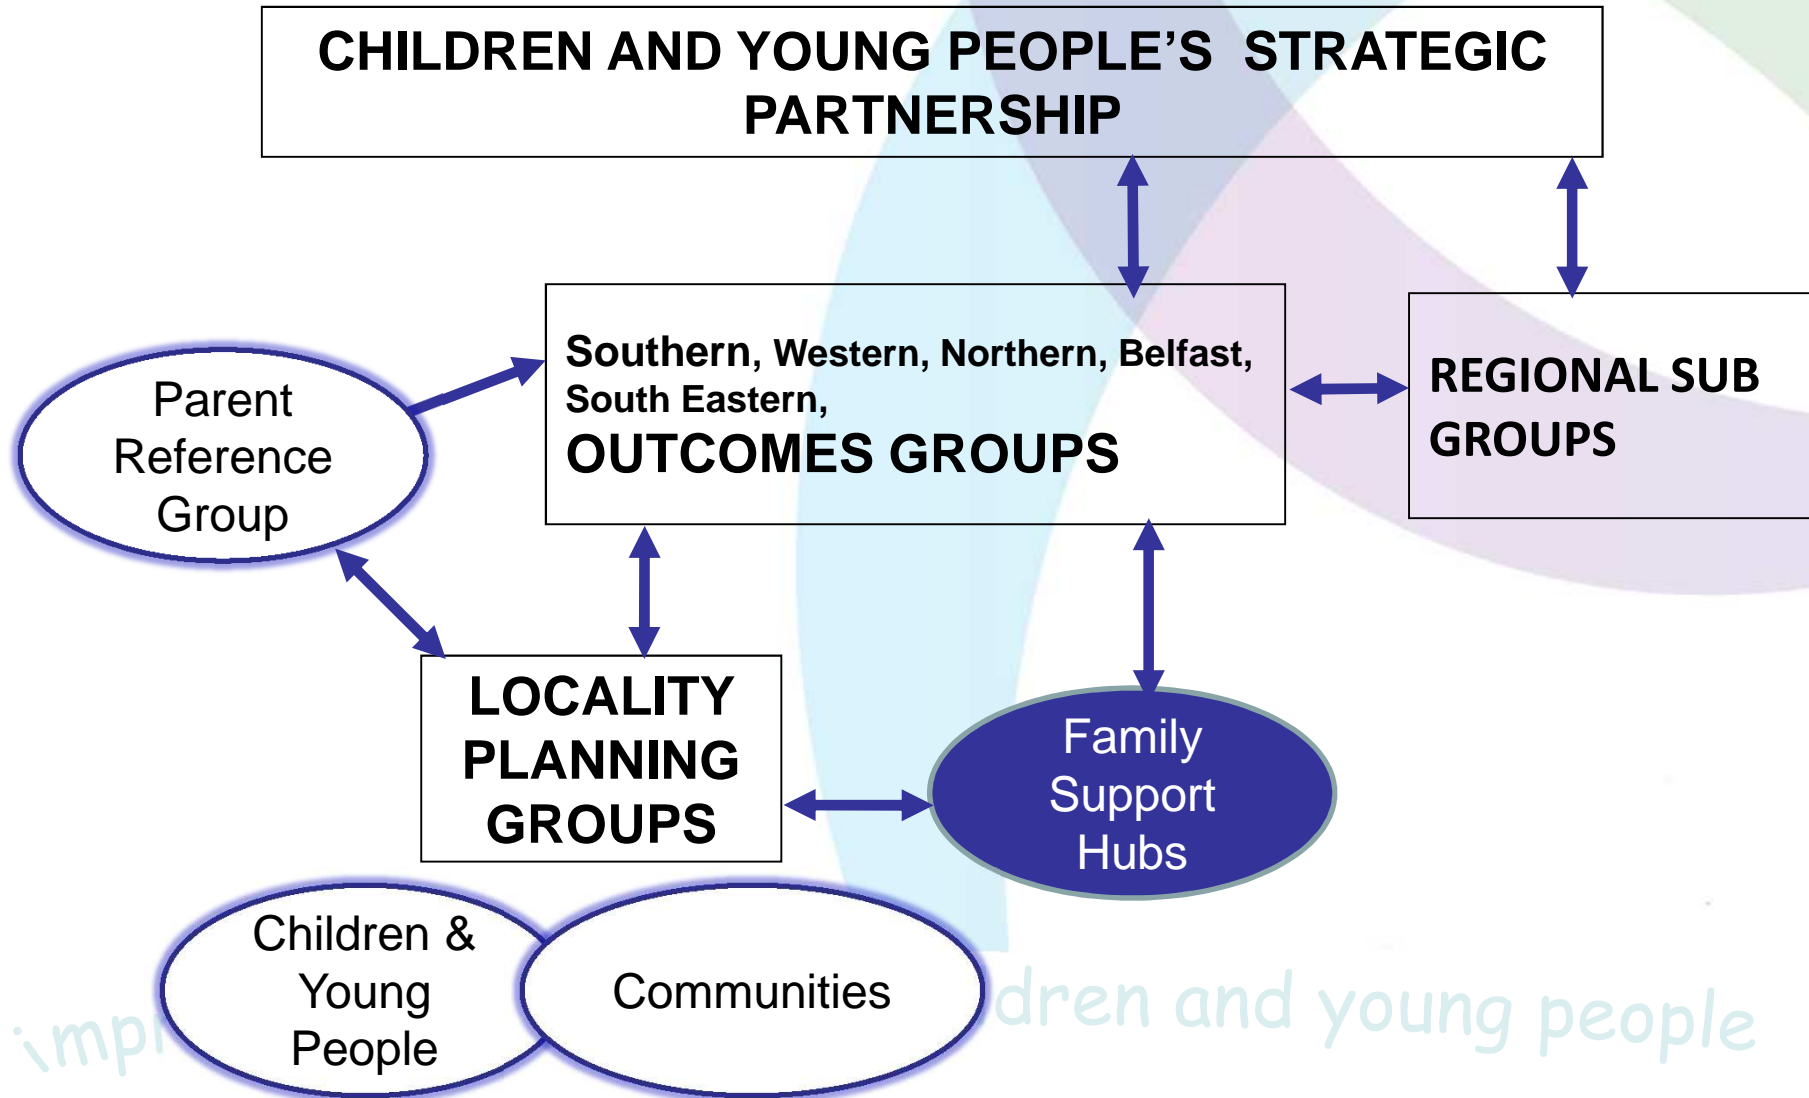 CHILDREN AND YOUNG PEOPLE’S  STRATEGIC
PARTNERSHIP
Southern, Western, Northern, Belfast,
South Eastern,
OUTCOMES GROUPS
REGIONAL SUB
GROUPS
Parent
Reference
Group
LOCALITY
PLANNING
GROUPS
Family
Support
Hubs
Children &
Young
People
Communities
and young people